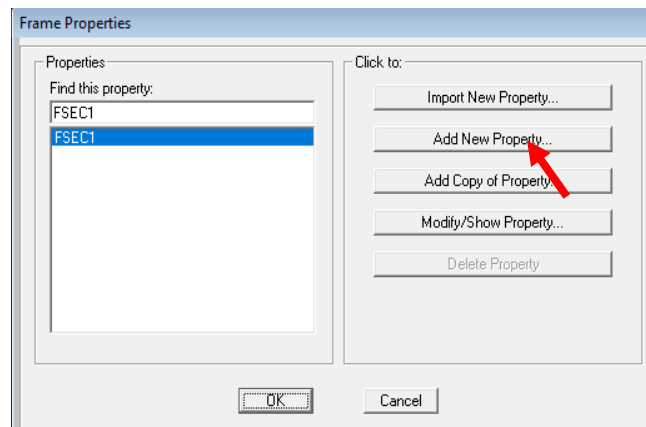 Frame Properties
Properties
Find this property:
FSEC1
FSEC1
Click to:
Import New Property...
Add New Property...
Add Copy of Property...
Modify/Show Property...
Delete Property
OK
Cancel